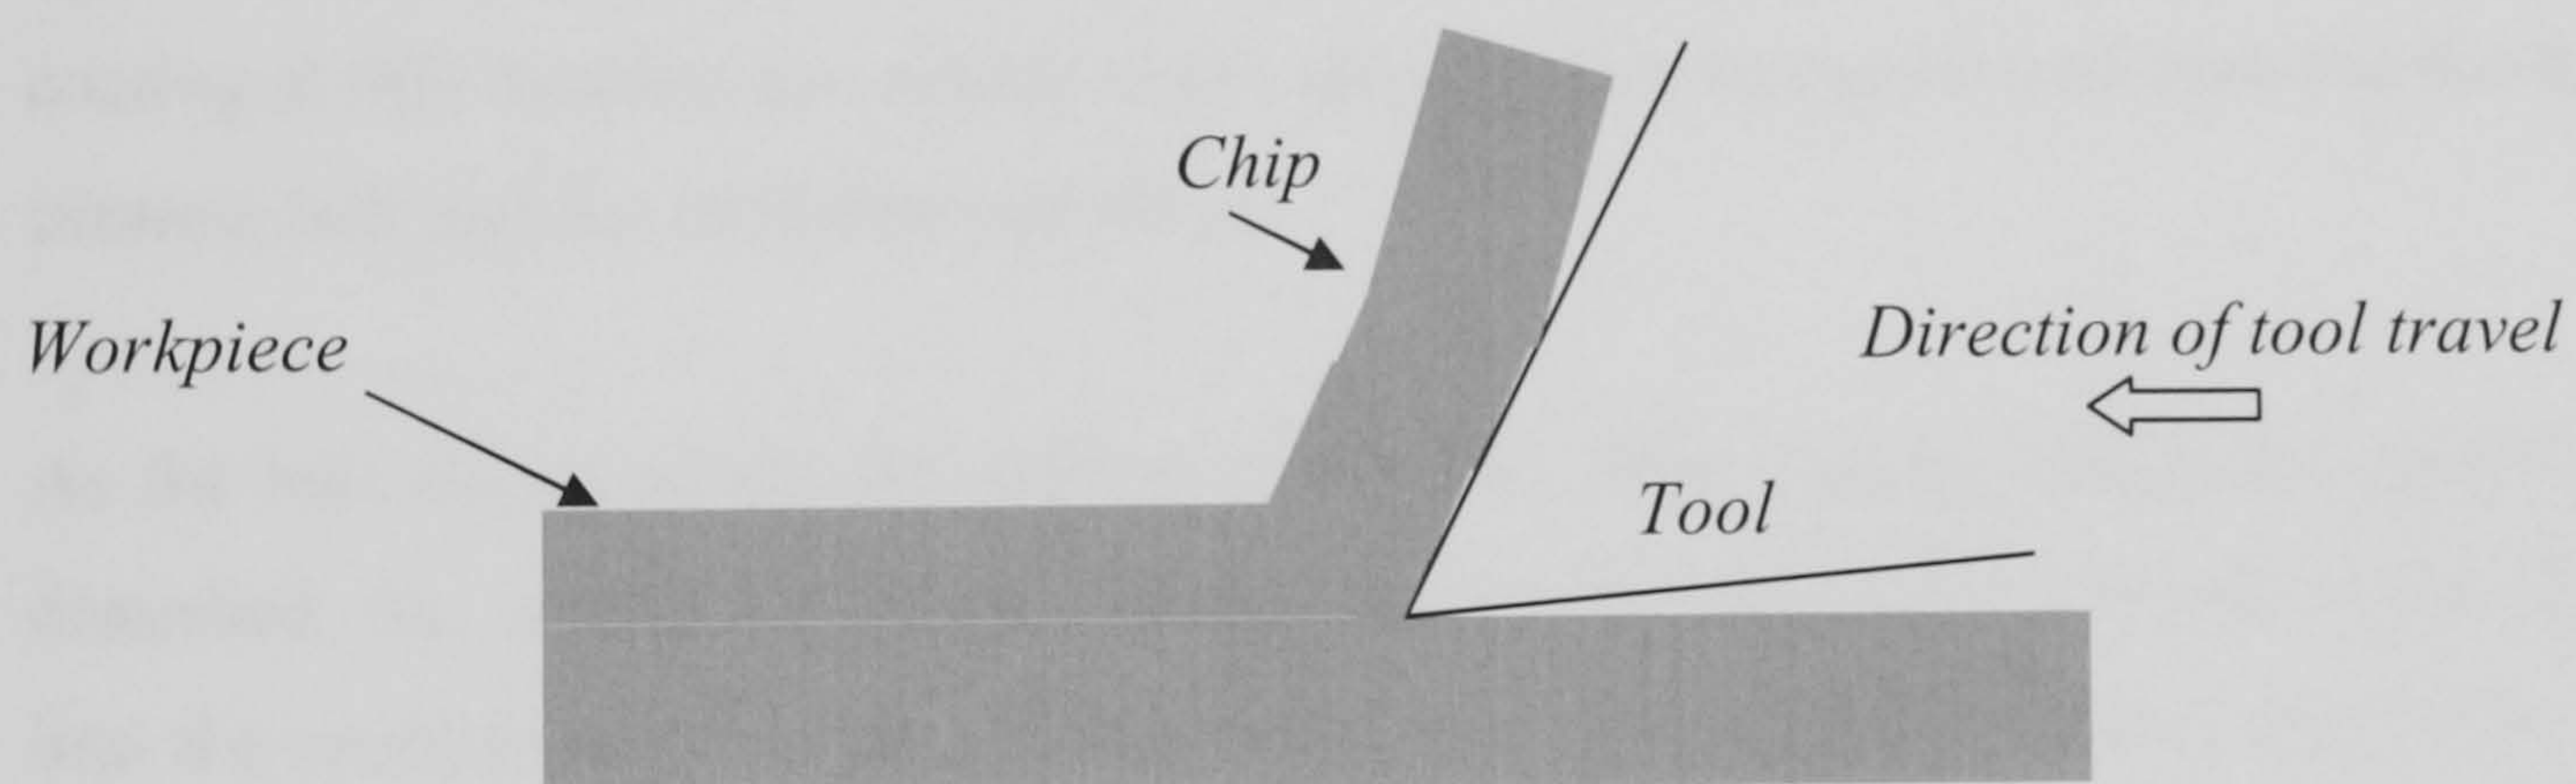 Chip
Workpiece
Direction of tool travel
Tool